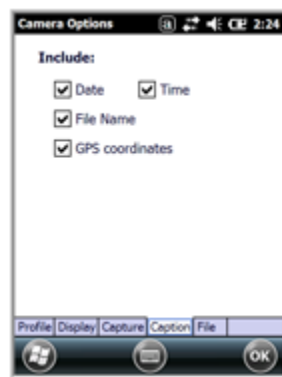 Camera Options 2:24
Include:
Date Time
File Name
GPS coordinates
Profile Display Capture Caption File
OK